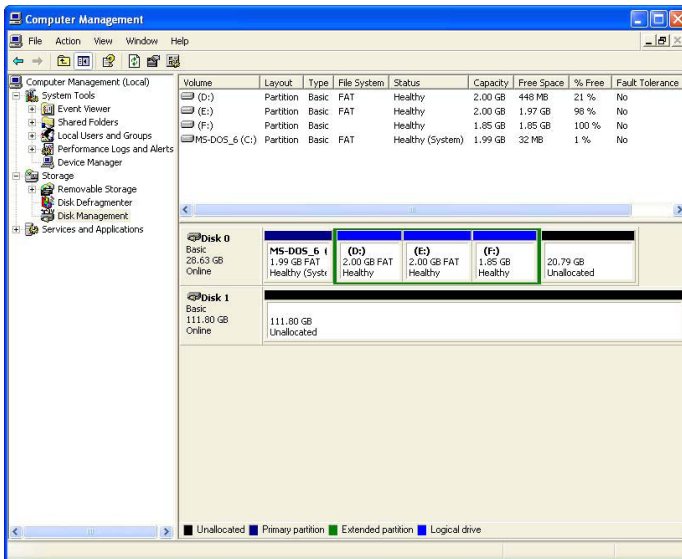 Computer Management
File Action View Window Help
Computer Management (Local)
System Tools
Event Viewer
Shared Folders
Local Users and Groups
Performance Logs and Alerts
Device Manager
Storage
Removable Storage
Disk Defragmenter
Disk Management
Services and Applications
Volume Layout Type File System Status Capacity Free Space % Free Fault Tolerance
(D:) Partition Basic FAT Healthy 2.00 GB 448 MB 21 % No
(E:) Partition Basic FAT Healthy 2.00 GB 1.97 GB 98 % No
(F:) Partition Basic Healthy 1.85 GB 1.85 GB 100 % No
MS-DOS_6 (C:) Partition Basic FAT Healthy (System) 1.99 GB 32 MB 1 % No
Disk 0
Basic
28.63 GB
Online
MS-DOS_6 (
1.99 GB FAT
Healthy (Syste
(D:)
2.00 GB FAT
Healthy
(E:)
2.00 GB FAT
Healthy
(F:)
1.85 GB
Healthy
20.79 GB
Unallocated
Disk 1
Basic
111.80 GB
Online
111.80 GB
Unallocated
Unallocated Primary partition Extended partition Logical drive